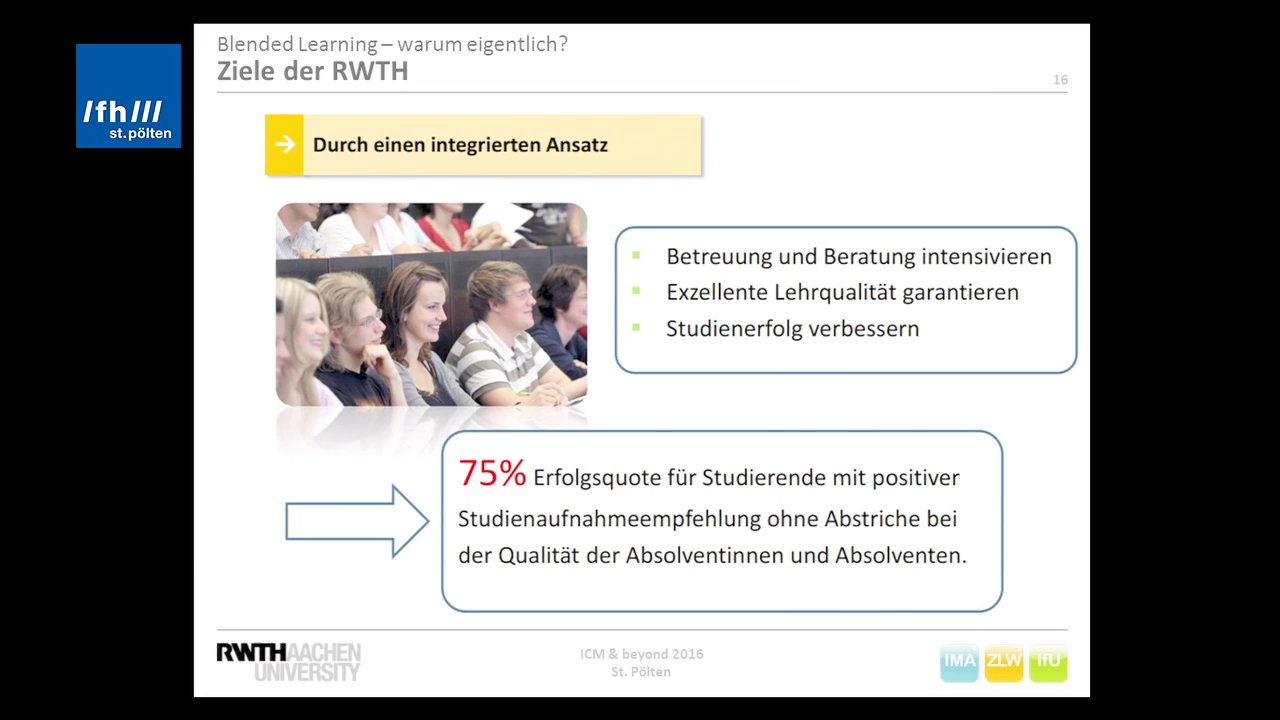 /fh///
st.pölten
Blended Learning – warum eigentlich?
Ziele der RWTH
16
Durch einen integrierten Ansatz
Betreuung und Beratung intensivieren
Exzellente Lehrqualität garantieren
Studienerfolg verbessern
75% Erfolgsquote für Studierende mit positiver
Studienaufnahmeempfehlung ohne Abstriche bei
der Qualität der Absolventinnen und Absolventen.
RWTHAACHEN
UNIVERSITY
ICM & beyond 2016
St. Pölten
IMA ZLW IfU